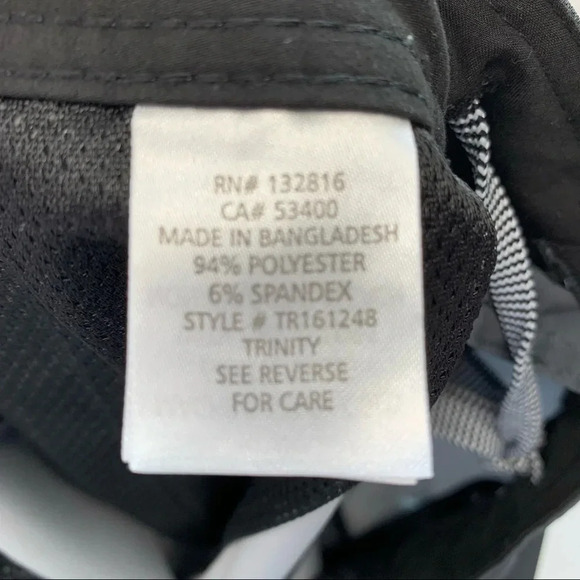 RN# 132816
CA# 53400
MADE IN BANGLADESH
94% POLYESTER
6% SPANDEX
STYLE # TR161248
TRINITY
SEE REVERSE
FOR CARE